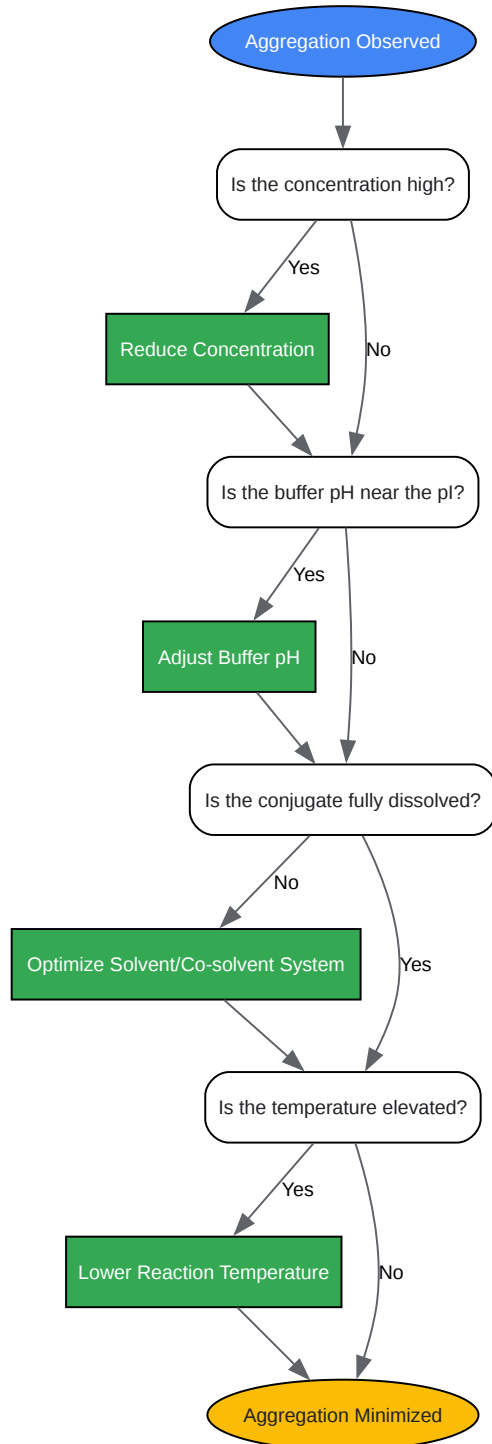 Aggregation Observed
Is the concentration high?
Yes
Reduce Concentration
No
Is the buffer pH near the pI?
Yes
Adjust Buffer pH
No
Is the conjugate fully dissolved?
No
Optimize Solvent/Co-solvent System
Yes
Is the temperature elevated?
Yes
Lower Reaction Temperature
No
Aggregation Minimized